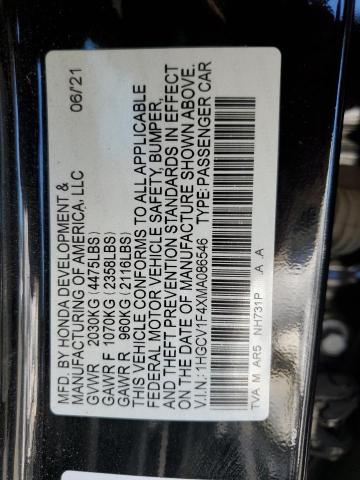 MFD. BY HONDA DEVELOPMENT & 06/21
MANUFACTURING OF AMERICA, LLC
GVWR 2030KG (4475LBS)
GAWR F 1070KG (2358LBS)
GAWR R 960KG (2116LBS)
THIS VEHICLE CONFORMS TO ALL APPLICABLE
FEDERAL MOTOR VEHICLE SAFETY, BUMPER,
AND THEFT PREVENTION STANDARDS IN EFFECT
ON THE DATE OF MANUFACTURE SHOWN ABOVE.
V.I.N.: 1HGCV1F4XMA086546 TYPE: PASSENGER CAR
TVA M AR5 NH731P A A